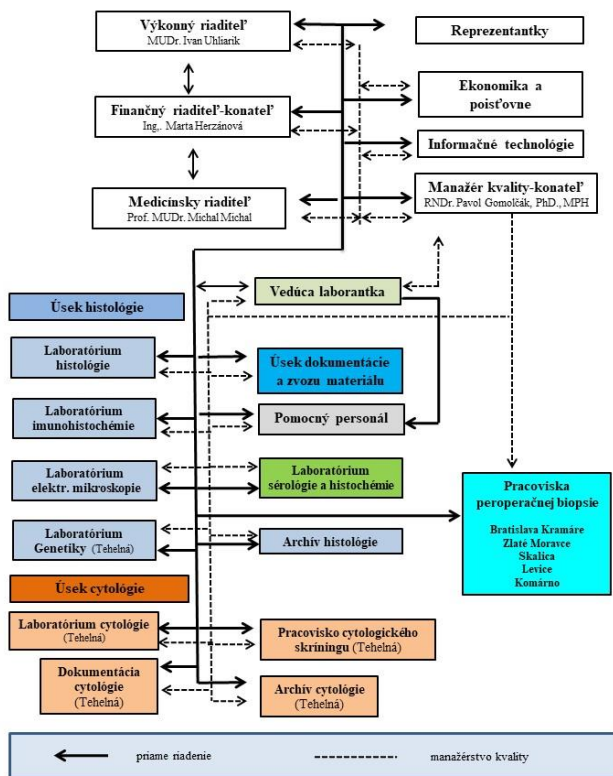 Výkonný riaditeľ
MUDr. Ivan Uhliarik
Reprezentantky
Ekonomika a
poisťovne
Finančný riaditeľ-konateľ
Ing,. Marta Herzánová
Informačné technológie
Medicínsky riaditeľ
Prof. MUDr. Michal Michal
Manažér kvality-konateľ
RNDr. Pavol Gomolčák, PhD., MPH
Vedúca laborantka
Úsek histológie
Laboratórium
histológie
Úsek dokumentácie
a zvozu materiálu
Laboratórium
imunohistochémie
Pomocný personál
Laboratórium
elektr. mikroskopie
Laboratórium
sérológie a histochémie
Pracoviska
peroperačnej biopsie
Bratislava Kramáre
Zlaté Moravce
Skalica
Levice
Komárno
Laboratórium
Genetiky (Tehelná)
Archív histológie
Úsek cytológie
Laboratórium cytológie
(Tehelná)
Pracovisko cytologického
skríningu (Tehelná)
Dokumentácia
cytológie
(Tehelná)
Archív cytológie
(Tehelná)
priame riadenie
manažérstvo kvality